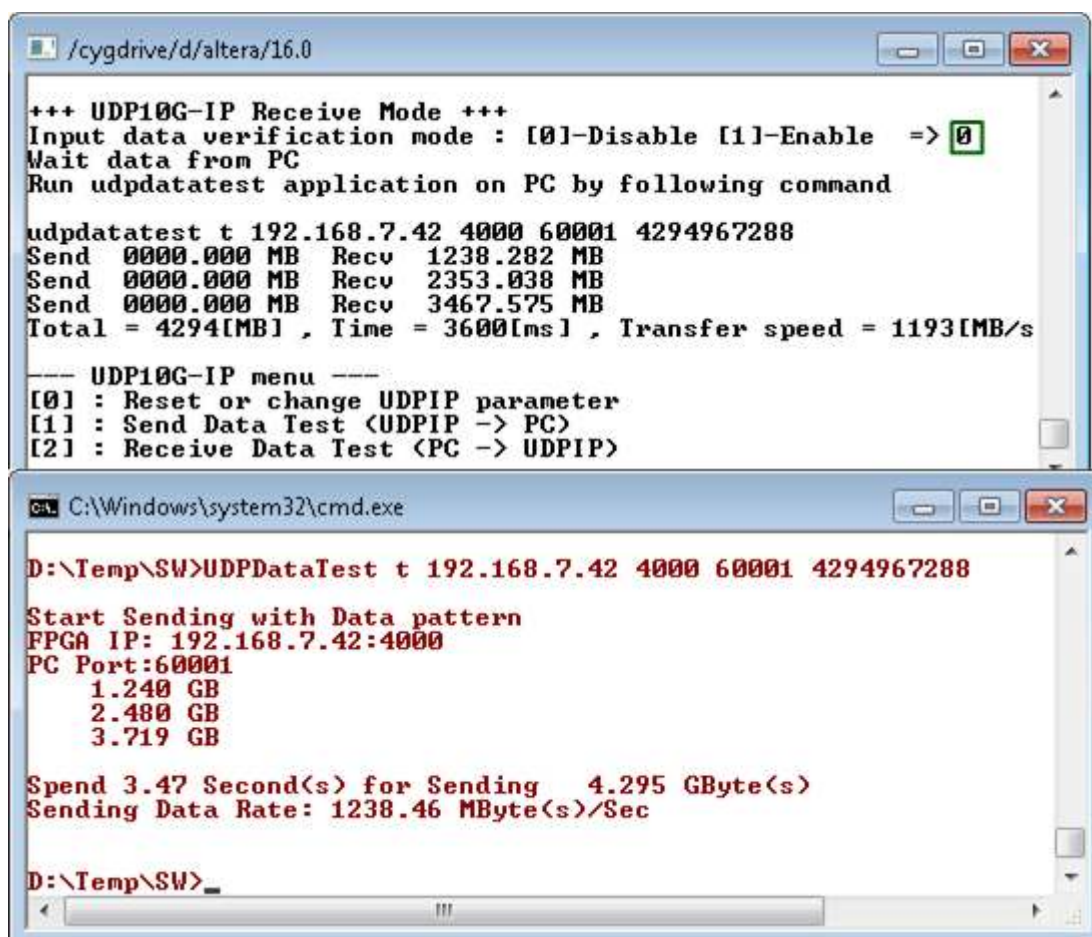 /cygdrive/d/altera/16.0
+++ UDP10G-IP Receive Mode +++
Input data verification mode : [0]-Disable [1]-Enable => 0
Wait data from PC
Run udpdatatest application on PC by following command
udpdatatest t 192.168.7.42 4000 60001 4294967288
Send 0000.000 MB Recv 1238.282 MB
Send 0000.000 MB Recv 2353.038 MB
Send 0000.000 MB Recv 3467.575 MB
Total = 4294[MB] , Time = 3600[ms] , Transfer speed = 1193[MB/s
--- UDP10G-IP menu ---
[0] : Reset or change UDPIP parameter
[1] : Send Data Test (UDPIP -> PC)
[2] : Receive Data Test (PC -> UDPIP)
C:\Windows\system32\cmd.exe
D:\Temp\SW>UDPDataTest t 192.168.7.42 4000 60001 4294967288
Start Sending with Data pattern
FPGA IP: 192.168.7.42:4000
PC Port:60001
1.240 GB
2.480 GB
3.719 GB
Spend 3.47 Second(s) for Sending 4.295 GByte(s)
Sending Data Rate: 1238.46 MByte(s)/Sec
D:\Temp\SW>_